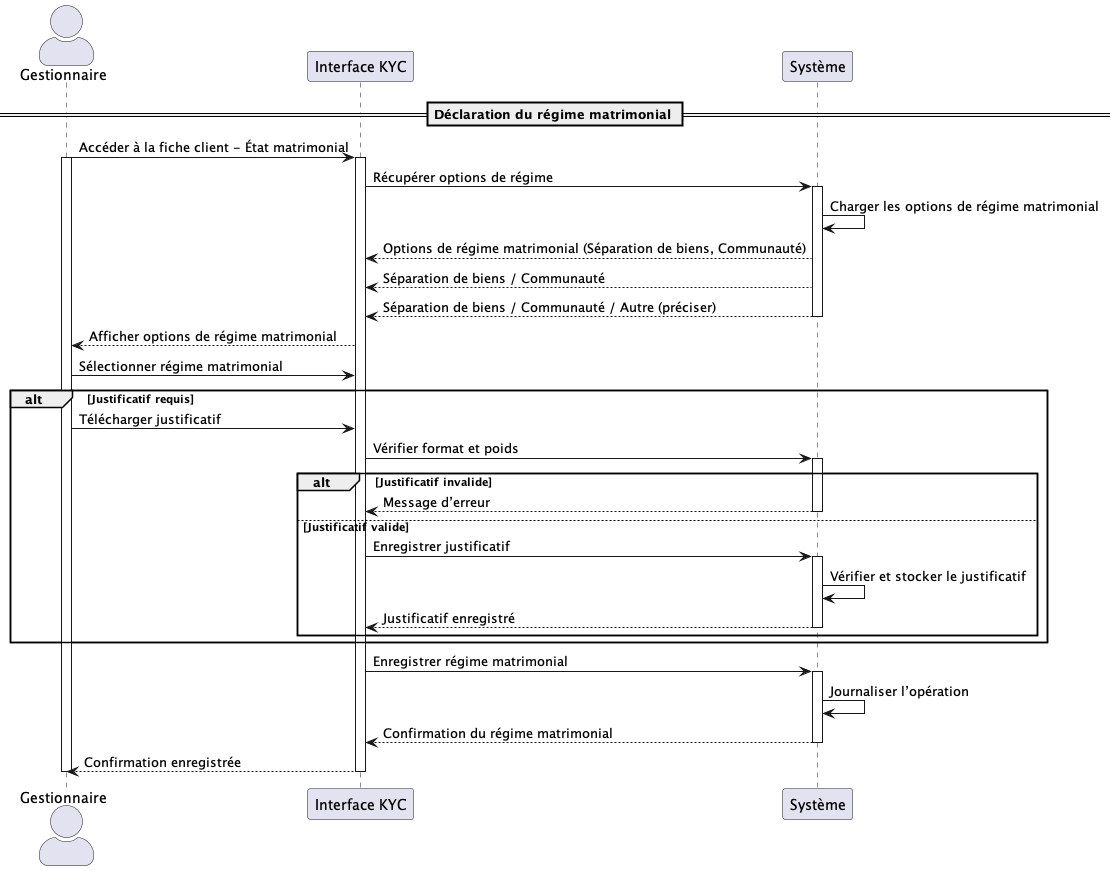 Gestionnaire
Interface KYC
Système
Déclaration du régime matrimonial
Accéder à la fiche client - État matrimonial
Récupérer options de régime
Charger les options de régime matrimonial
Options de régime matrimonial (Séparation de biens, Communauté)
Séparation de biens / Communauté
Séparation de biens / Communauté / Autre (préciser)
Afficher options de régime matrimonial
Sélectionner régime matrimonial
alt [Justificatif requis]
Télécharger justificatif
Vérifier format et poids
alt [Justificatif invalide]
Message d'erreur
[Justificatif valide]
Enregistrer justificatif
Vérifier et stocker le justificatif
Justificatif enregistré
Enregistrer régime matrimonial
Journaliser l'opération
Confirmation du régime matrimonial
Confirmation enregistrée
Gestionnaire
Interface KYC
Système